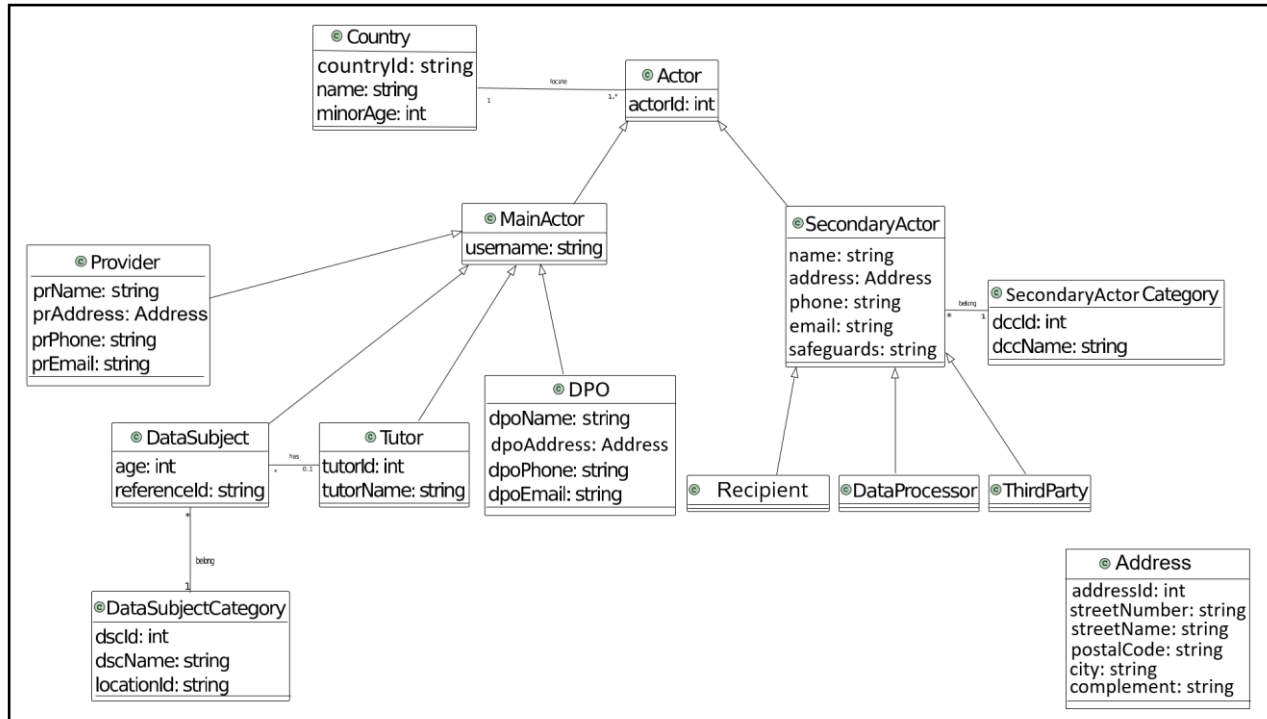 Country
countryId: string
name: string
minorAge: int
locate
1
1..*
Actor
actorId: int
MainActor
username: string
SecondaryActor
name: string
address: Address
phone: string
email: string
safeguards: string
belong
*
1
SecondaryActor Category
dccId: int
dccName: string
Provider
prName: string
prAddress: Address
prPhone: string
prEmail: string
DataSubject
age: int
referenceId: string
has
*
0..1
Tutor
tutorId: int
tutorName: string
DPO
dpoName: string
dpoAddress: Address
dpoPhone: string
dpoEmail: string
Recipient
DataProcessor
ThirdParty
*
belong
1
DataSubjectCategory
dscId: int
dscName: string
locationId: string
Address
addressId: int
streetNumber: string
streetName: string
postalCode: string
city: string
complement: string